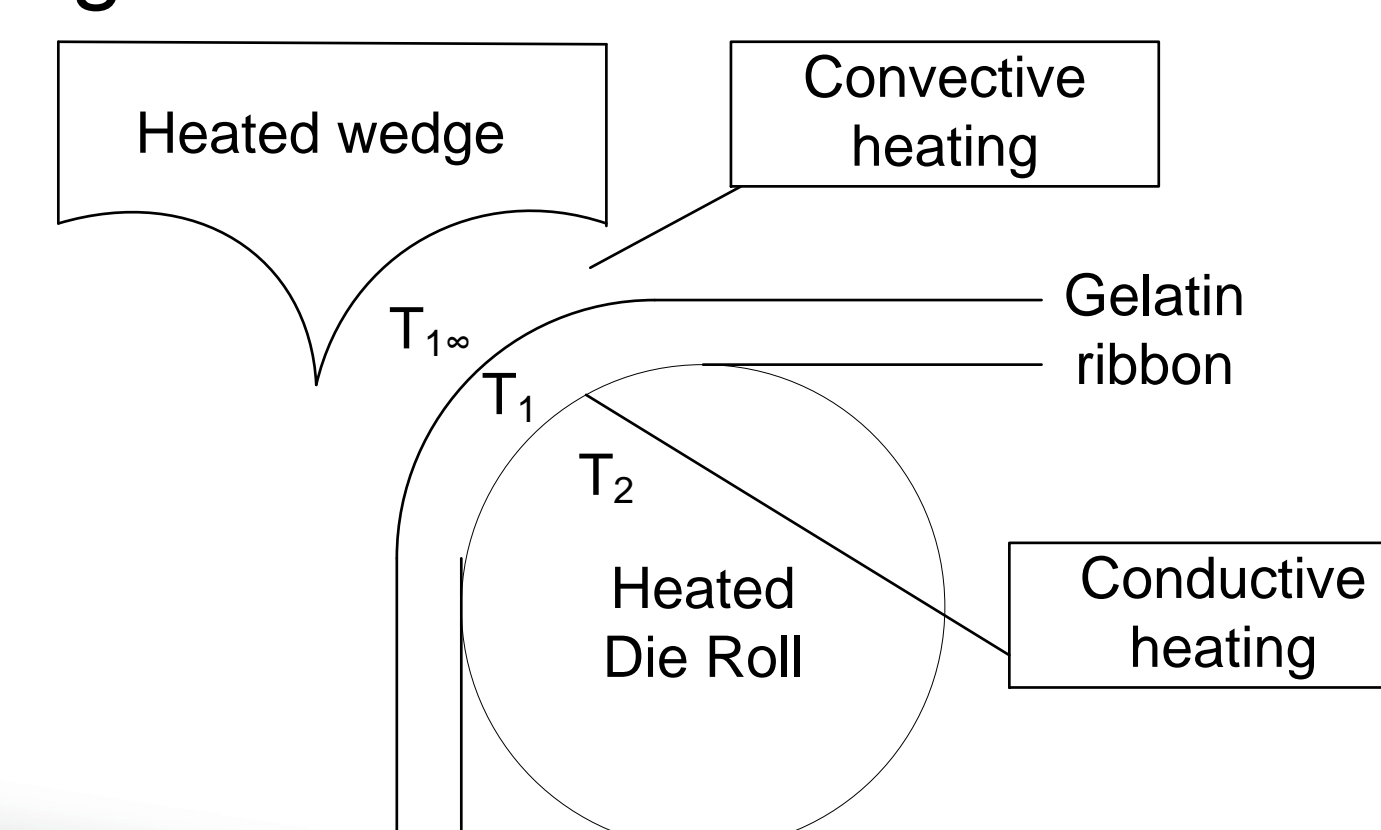 Heated wedge
Convective
heating
T₁∞
T₁
Gelatin
ribbon
T₂
Heated
Die Roll
Conductive
heating